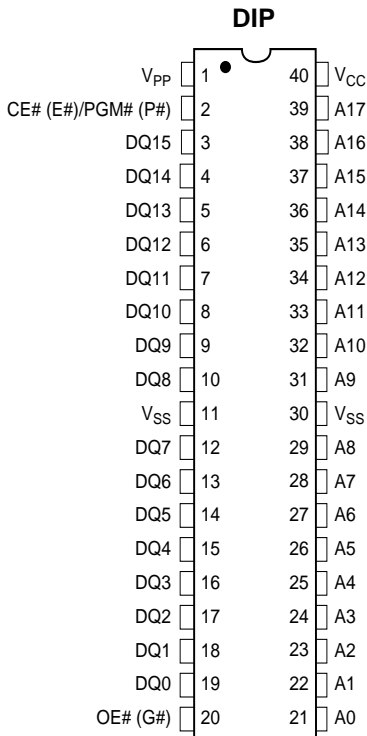 DIP
VPP 1 40 VCC
CE# (E#)/PGM# (P#) 2 39 A17
DQ15 3 38 A16
DQ14 4 37 A15
DQ13 5 36 A14
DQ12 6 35 A13
DQ11 7 34 A12
DQ10 8 33 A11
DQ9 9 32 A10
DQ8 10 31 A9
VSS 11 30 VSS
DQ7 12 29 A8
DQ6 13 28 A7
DQ5 14 27 A6
DQ4 15 26 A5
DQ3 16 25 A4
DQ2 17 24 A3
DQ1 18 23 A2
DQ0 19 22 A1
OE# (G#) 20 21 A0